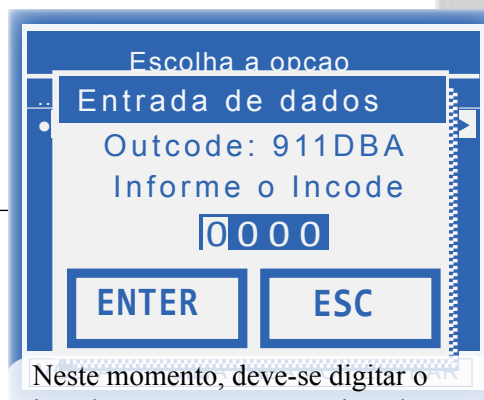 Escolha a opcao
Entrada de dados
Outcode: 911DBA
Informe o Incode
0000
ENTER ESC
Neste momento, deve-se digitar o